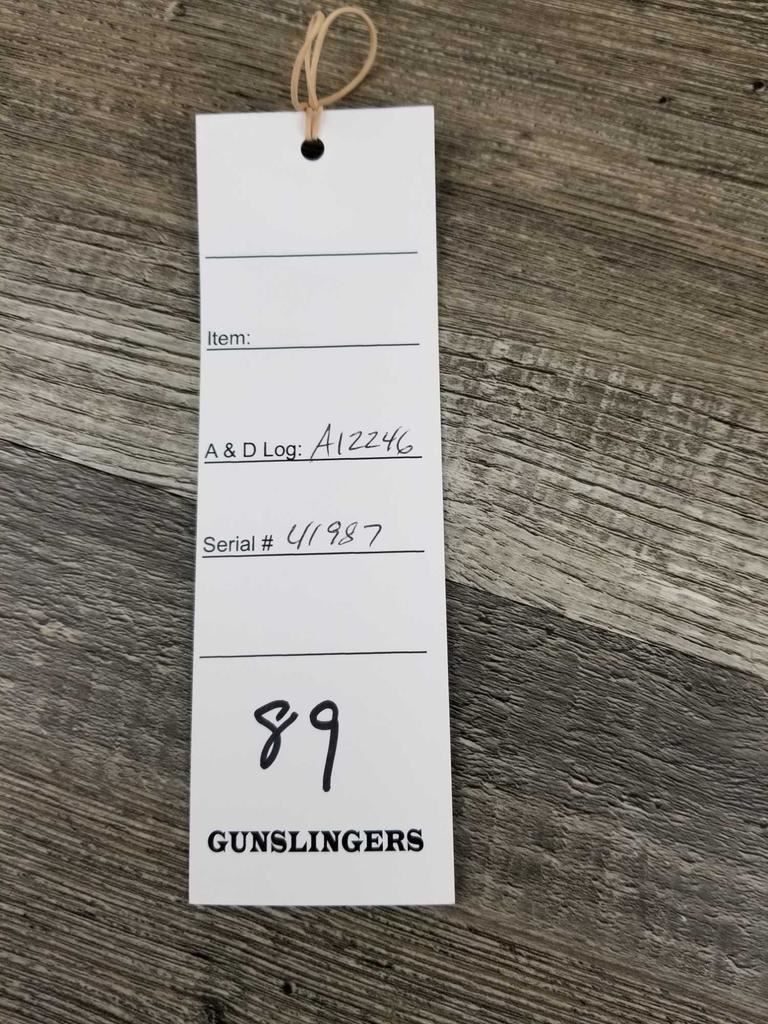 Item:
A & D Log: A12246
Serial # 41987
89
GUNSLINGERS